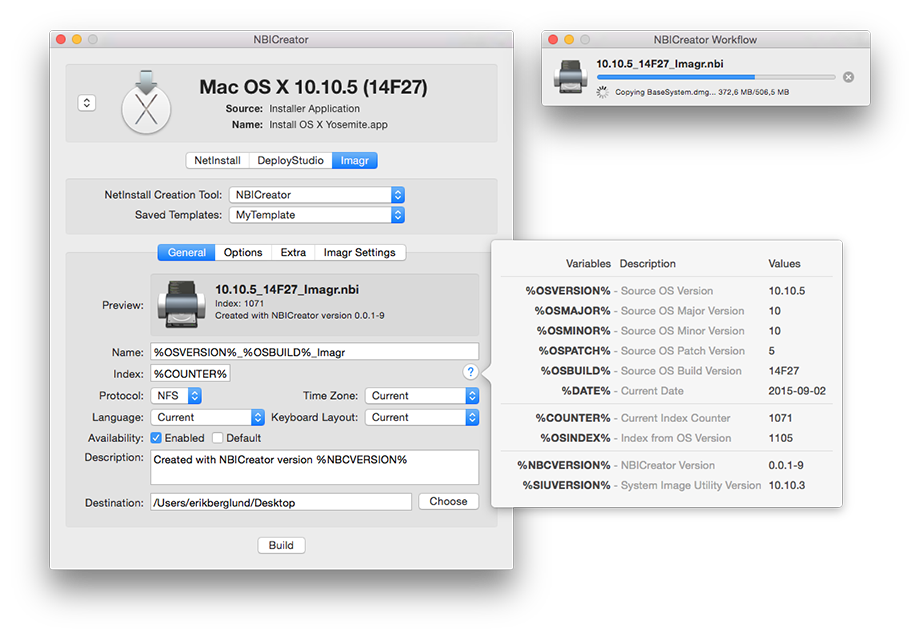 NBICreator
Mac OS X 10.10.5 (14F27)
Source: Installer Application
Name: Install OS X Yosemite.app
NetInstall DeployStudio Imagr
NetInstall Creation Tool: NBICreator
Saved Templates: MyTemplate
General Options Extra Imagr Settings
Preview:
10.10.5_14F27_Imagr.nbi
Index: 1071
Created with NBICreator version 0.0.1-9
Name: %OSVERSION%_%OSBUILD%_Imagr
Index: %COUNTER% ?
Protocol: NFS Time Zone: Current
Language: Current Keyboard Layout: Current
Availability: Enabled Default
Description: Created with NBICreator version %NBCVERSION%
Destination: /Users/erikberglund/Desktop Choose
Build
NBICreator Workflow
10.10.5_14F27_Imagr.nbi
Copying BaseSystem.dmg... 372,6 MB/506,5 MB
Variables Description Values
%OSVERSION% - Source OS Version 10.10.5
%OSMAJOR% - Source OS Major Version 10
%OSMINOR% - Source OS Minor Version 10
%OSPATCH% - Source OS Patch Version 5
%OSBUILD% - Source OS Build Version 14F27
%DATE% - Current Date 2015-09-02
%COUNTER% - Current Index Counter 1071
%OSINDEX% - Index from OS Version 1105
%NBCVERSION% - NBICreator Version 0.0.1-9
%SIUVERSION% - System Image Utility Version 10.10.3